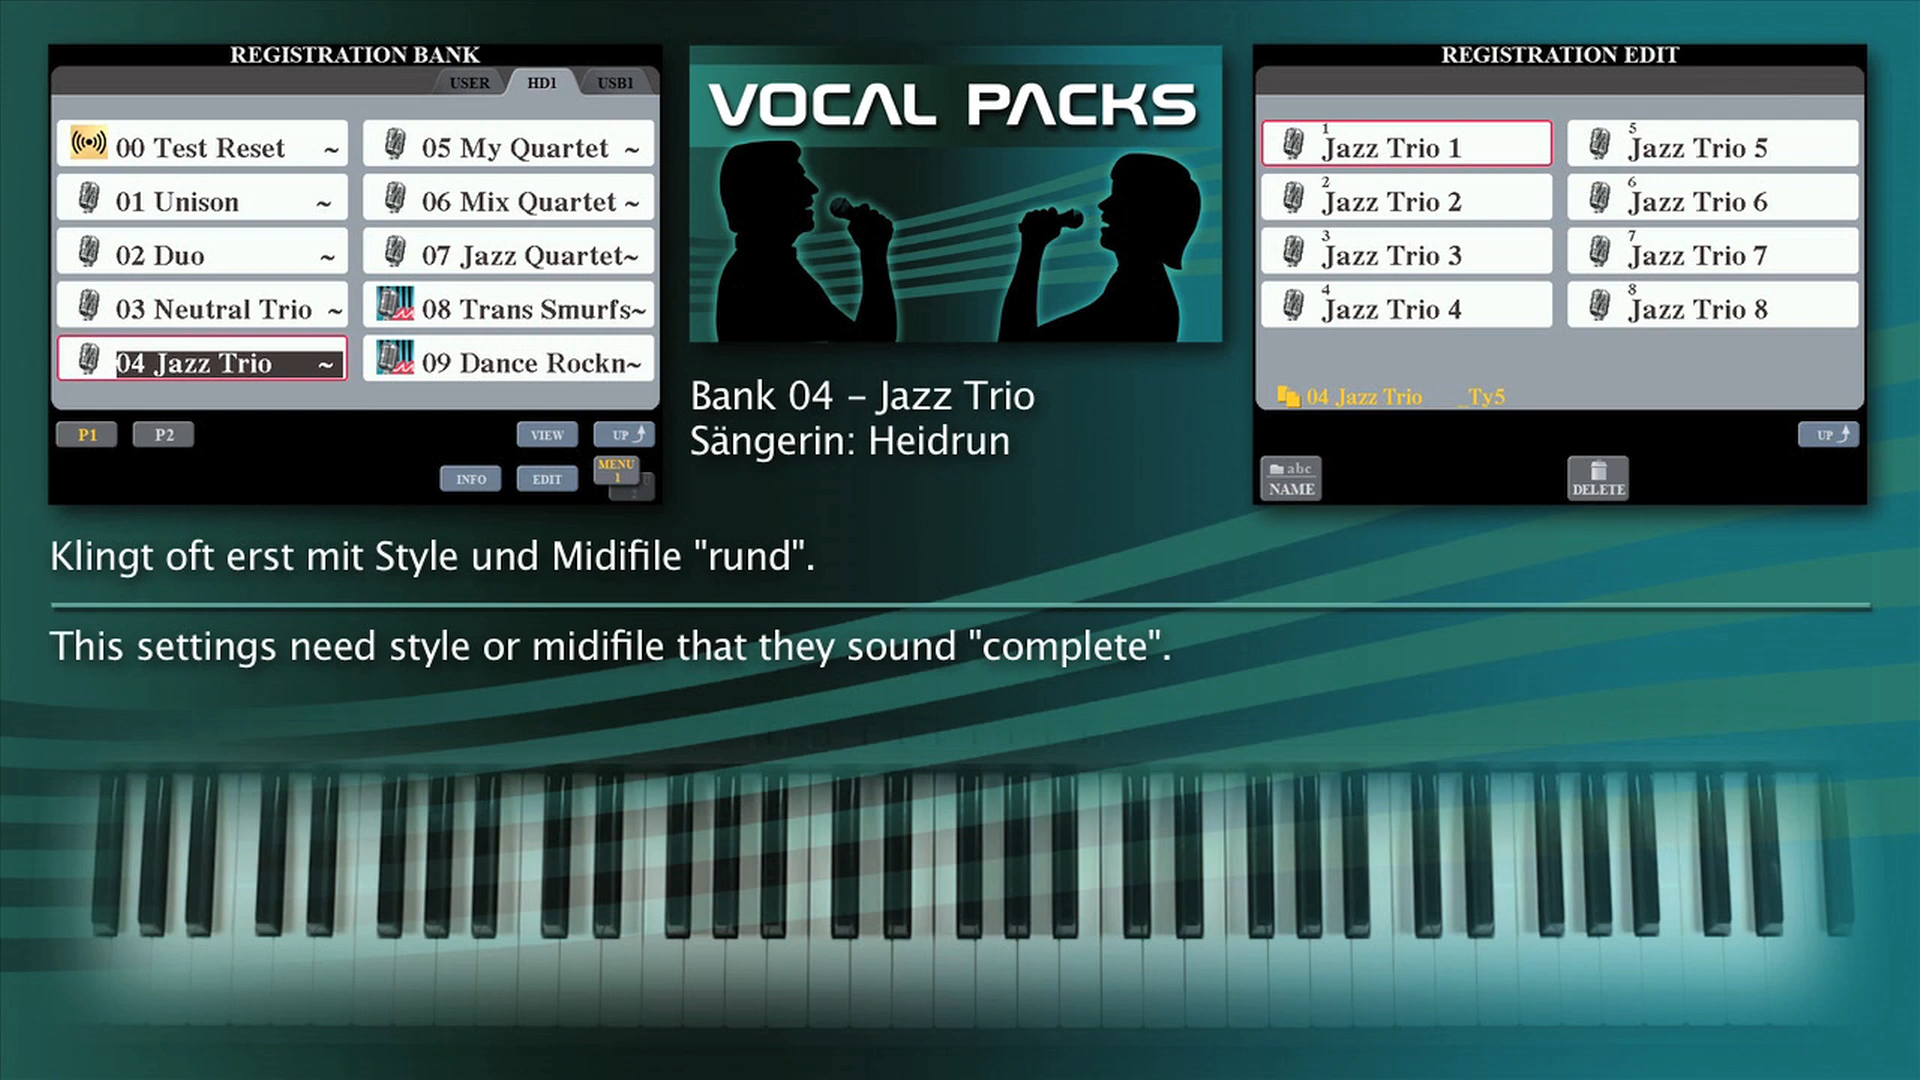 REGISTRATION BANK
USER HD1 USB1
00 Test Reset ~
01 Unison ~
02 Duo ~
03 Neutral Trio ~
04 Jazz Trio ~
05 My Quartet ~
06 Mix Quartet ~
07 Jazz Quartet~
08 Trans Smurfs~
09 Dance Rockn~
P1 P2 VIEW UP
INFO EDIT MENU 1
2
VOCAL PACKS
Bank 04 – Jazz Trio
Sängerin: Heidrun
REGISTRATION EDIT
1 Jazz Trio 1
2 Jazz Trio 2
3 Jazz Trio 3
4 Jazz Trio 4
5 Jazz Trio 5
6 Jazz Trio 6
7 Jazz Trio 7
8 Jazz Trio 8
04 Jazz Trio _Ty5
UP
abc
NAME
DELETE
Klingt oft erst mit Style und Midifile "rund".
This settings need style or midifile that they sound "complete".